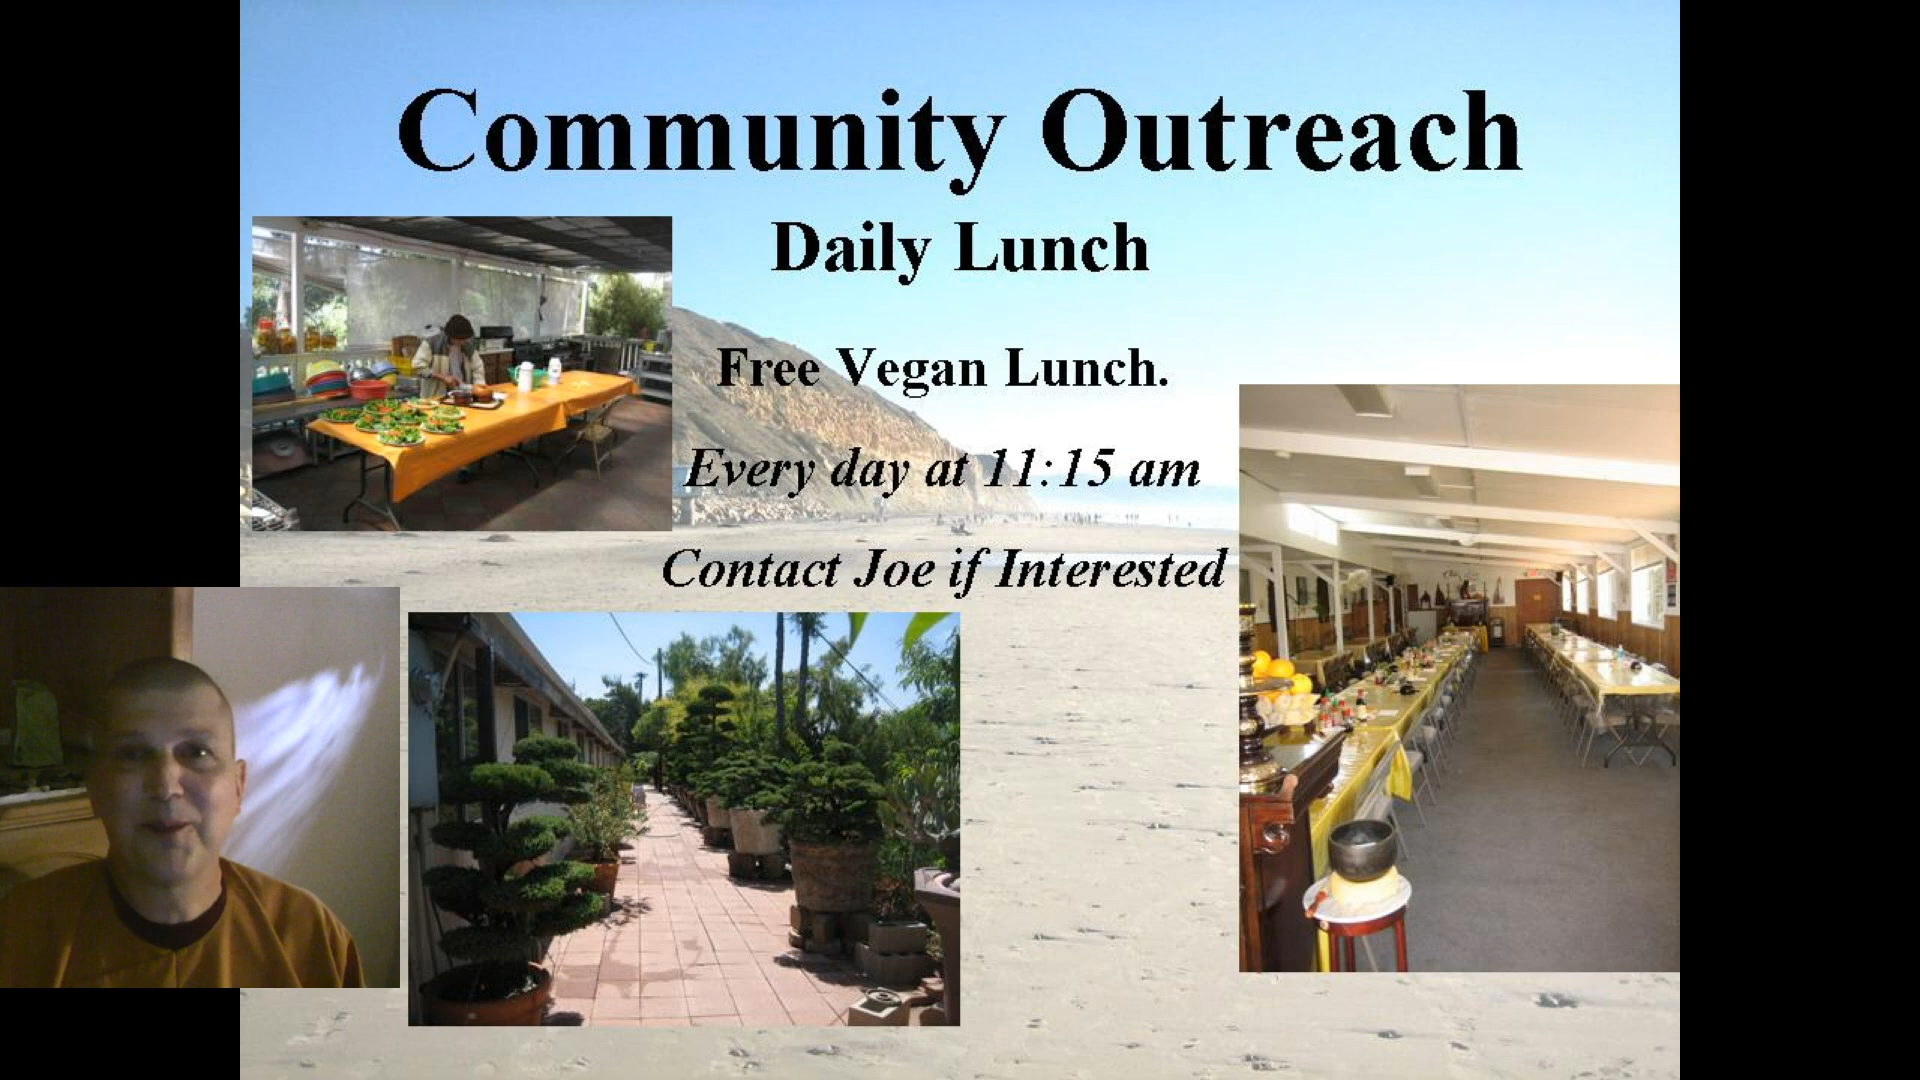 Community Outreach
Daily Lunch
Free Vegan Lunch.
Every day at 11:15 am
Contact Joe if Interested